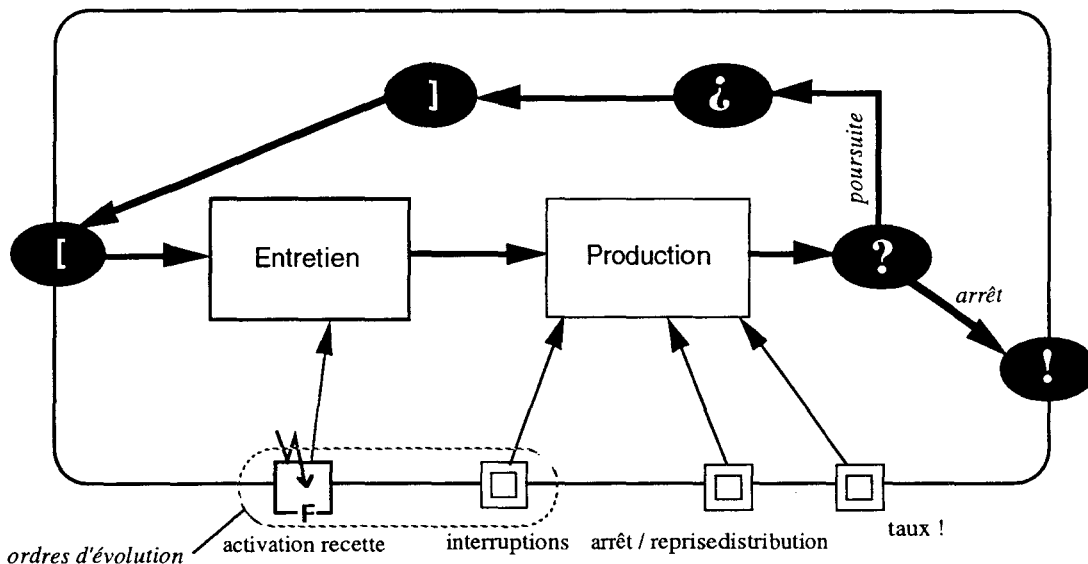 ] ¿
poursuite
[ Entretien Production ?
arrêt
!
F
activation recette interruptions arrêt / reprisedistribution taux !
ordres d'évolution